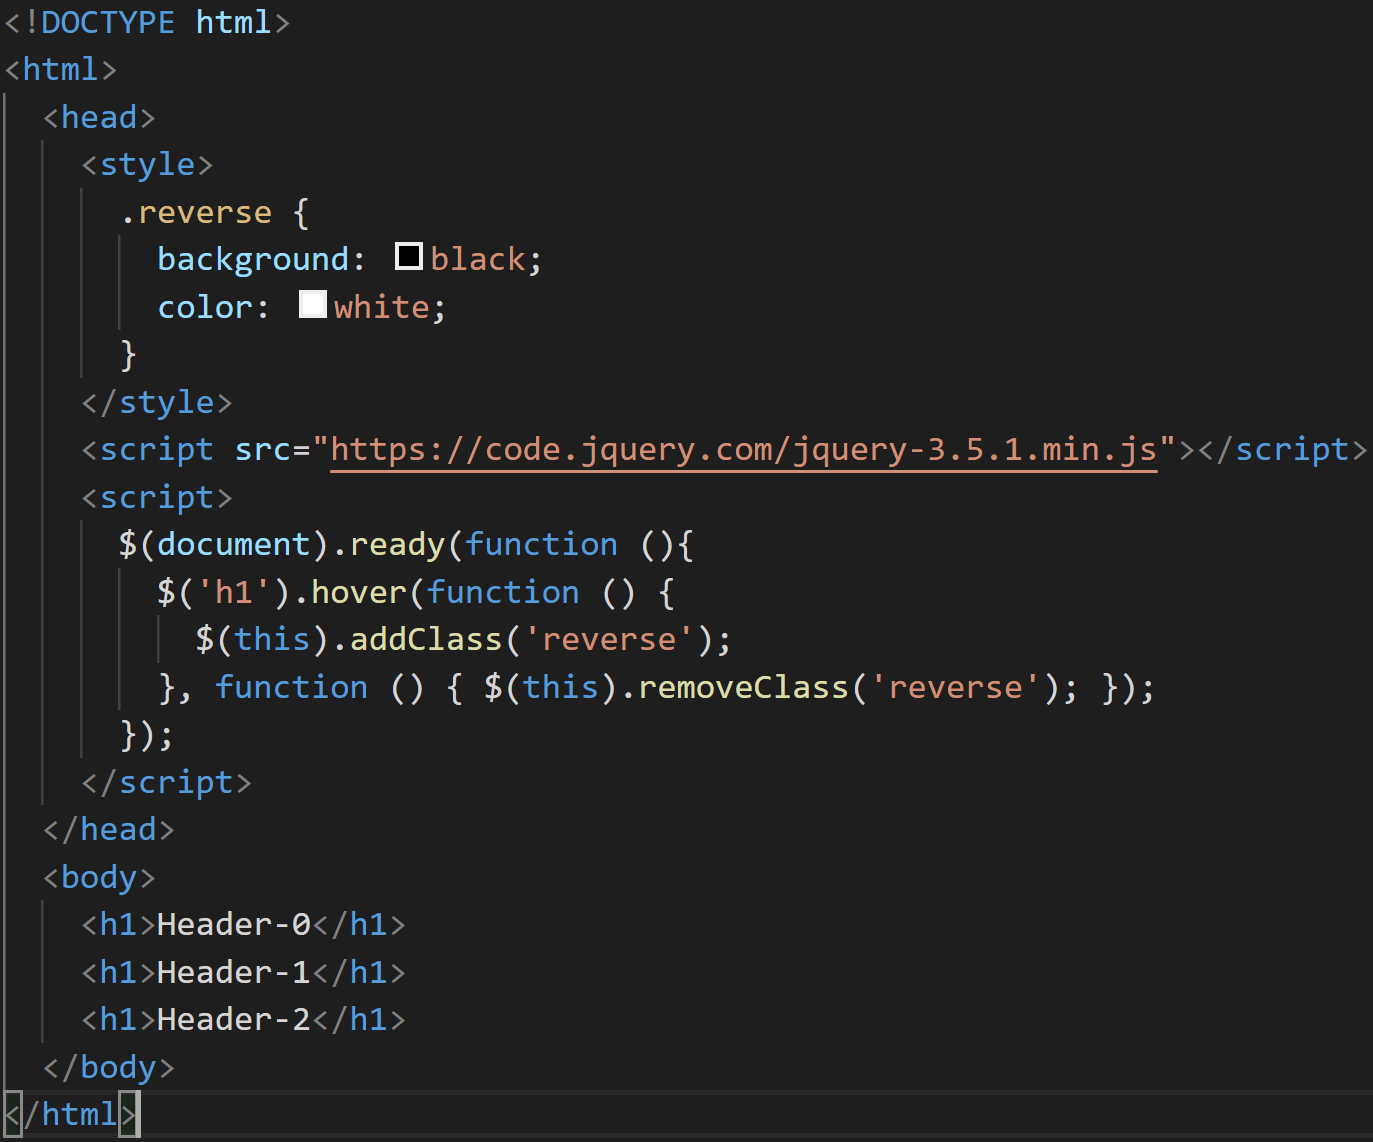 <!DOCTYPE html>
<html>
  <head>
    <style>
      .reverse {
        background: black;
        color: white;
      }
    </style>
    <script src="https://code.jquery.com/jquery-3.5.1.min.js"></script>
    <script>
      $(document).ready(function (){
        $('h1').hover(function () {
          $(this).addClass('reverse');
        }, function () { $(this).removeClass('reverse'); });
      });
    </script>
  </head>
  <body>
    <h1>Header-0</h1>
    <h1>Header-1</h1>
    <h1>Header-2</h1>
  </body>
</html>